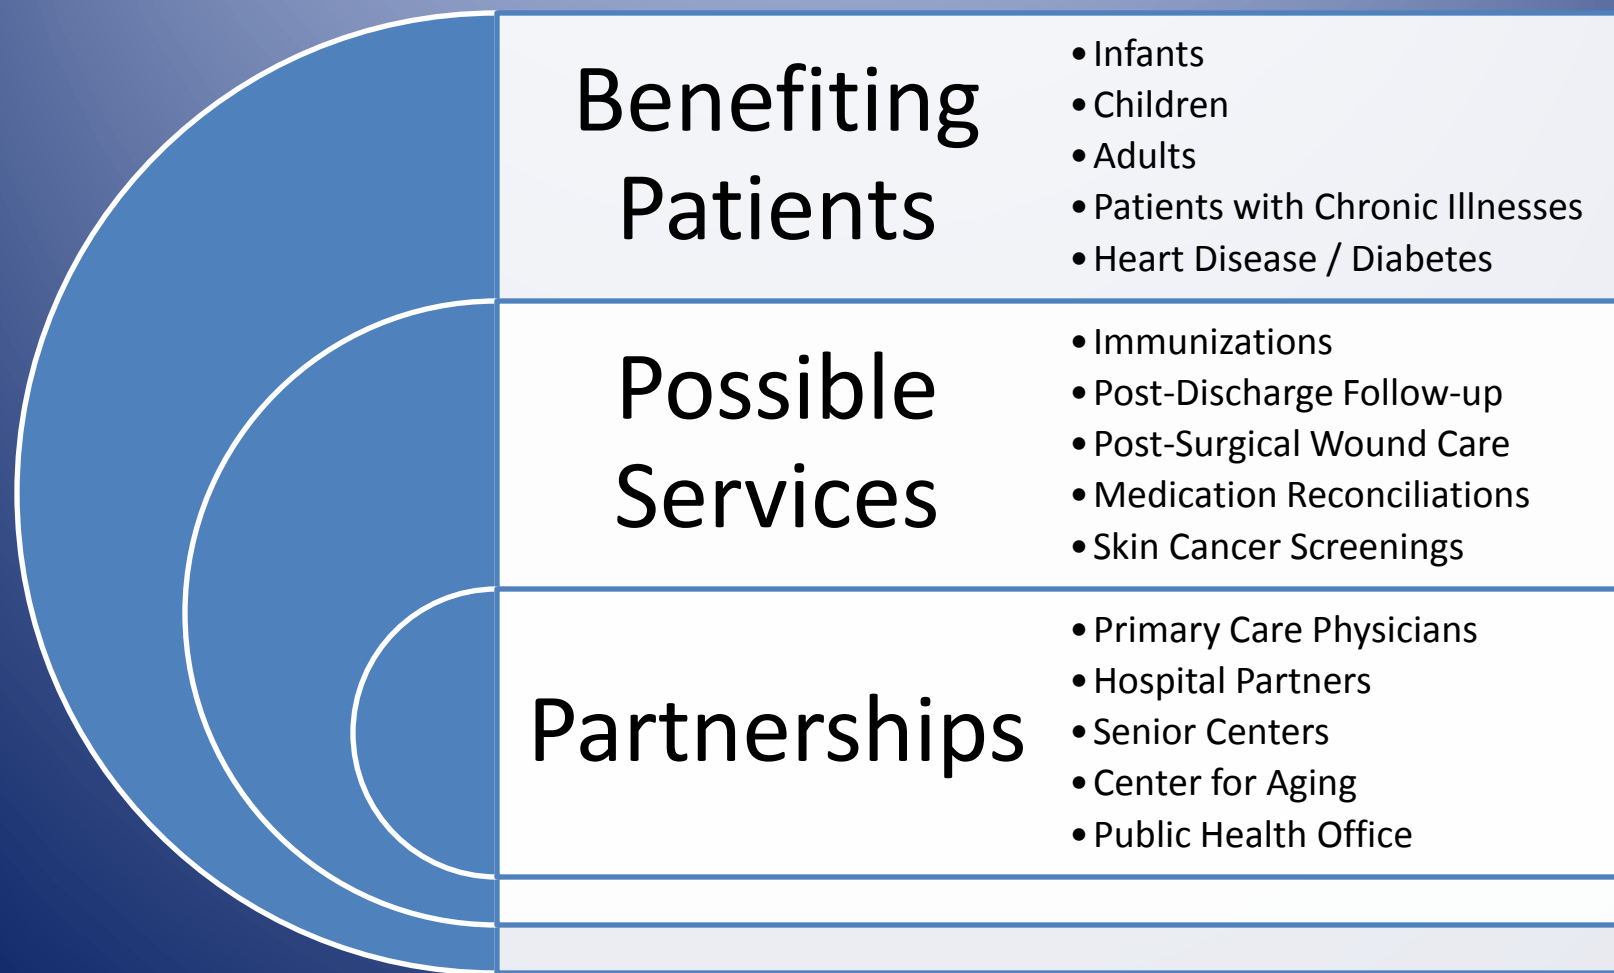 Benefiting
Patients
• Infants
• Children
• Adults
• Patients with Chronic Illnesses
• Heart Disease / Diabetes
Possible
Services
• Immunizations
• Post-Discharge Follow-up
• Post-Surgical Wound Care
• Medication Reconciliations
• Skin Cancer Screenings
Partnerships
• Primary Care Physicians
• Hospital Partners
• Senior Centers
• Center for Aging
• Public Health Office